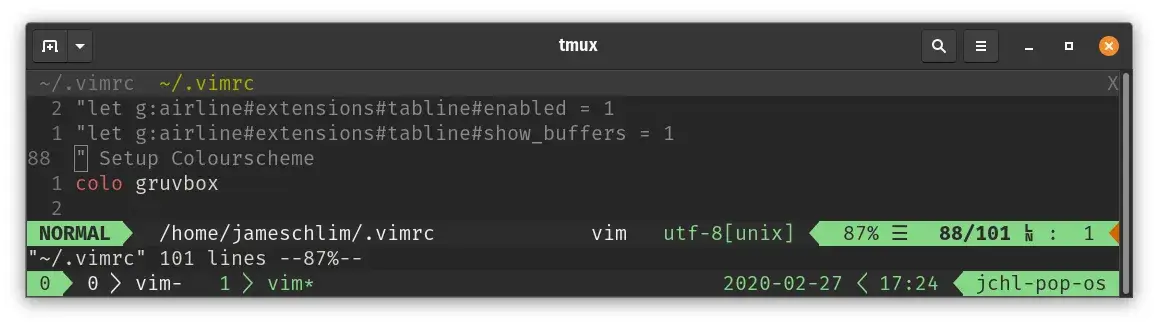 tmux
~/.vimrc ~/.vimrc X
2 "let g:airline#extensions#tabline#enabled = 1
1 "let g:airline#extensions#tabline#show_buffers = 1
88 " Setup Colourscheme
1 colo gruvbox
2
NORMAL /home/jameschlim/.vimrc vim utf-8[unix] 87% ☰ 88/101 ㏑ : 1
"~/.vimrc" 101 lines --87%--
0 0 > vim- 1 > vim* 2020-02-27 < 17:24 jchl-pop-os